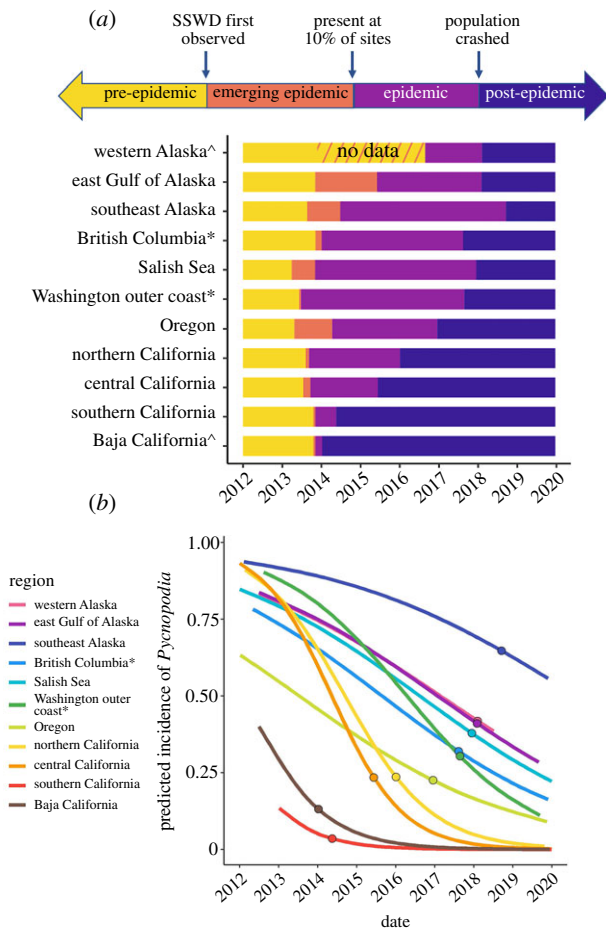 (a)
SSWD first
observed
present at
10% of sites
population
crashed
pre-epidemic
emerging epidemic
epidemic
post-epidemic
western Alaska^
no data
east Gulf of Alaska
southeast Alaska
British Columbia*
Salish Sea
Washington outer coast*
Oregon
northern California
central California
southern California
Baja California^
2012 2013 2014 2015 2016 2017 2018 2019 2020
(b)
region
western Alaska
east Gulf of Alaska
southeast Alaska
British Columbia*
Salish Sea
Washington outer
coast*
Oregon
northern California
central California
southern California
Baja California
predicted incidence of Pycnopodia
1.00
0.75
0.50
0.25
0
2012 2013 2014 2015 2016 2017 2018 2019 2020
date